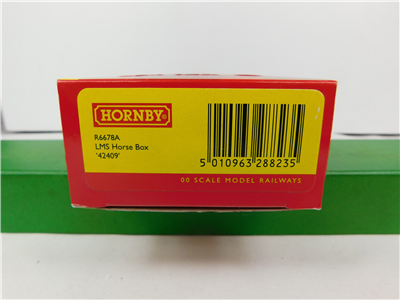 HORNBY®
R6678A
LMS Horse Box
'42409'
5 010963 288235
00 SCALE MODEL RAILWAYS